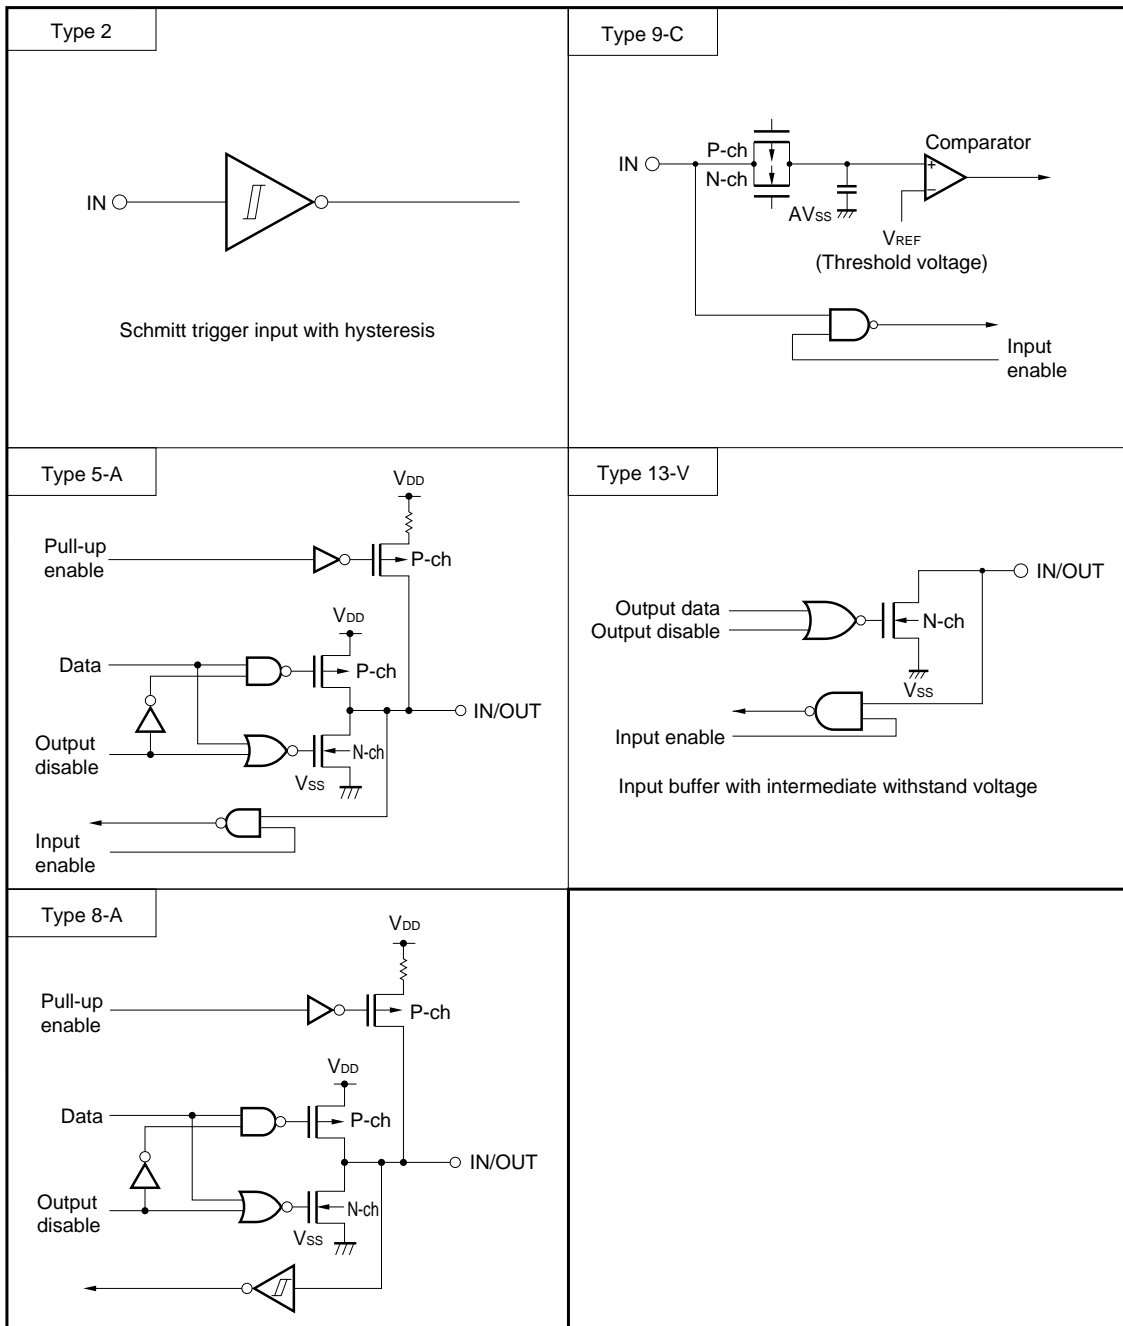 Type 2
IN
Schmitt trigger input with hysteresis
Type 9-C
IN
P-ch
N-ch
Comparator
+
−
AVSS
VREF
(Threshold voltage)
Input
enable
Type 5-A
VDD
Pull-up
enable
P-ch
VDD
Data
P-ch
IN/OUT
Output
disable
N-ch
VSS
Input
enable
Type 13-V
IN/OUT
Output data
Output disable
N-ch
VSS
Input enable
Input buffer with intermediate withstand voltage
Type 8-A
VDD
Pull-up
enable
P-ch
VDD
Data
P-ch
IN/OUT
Output
disable
N-ch
VSS